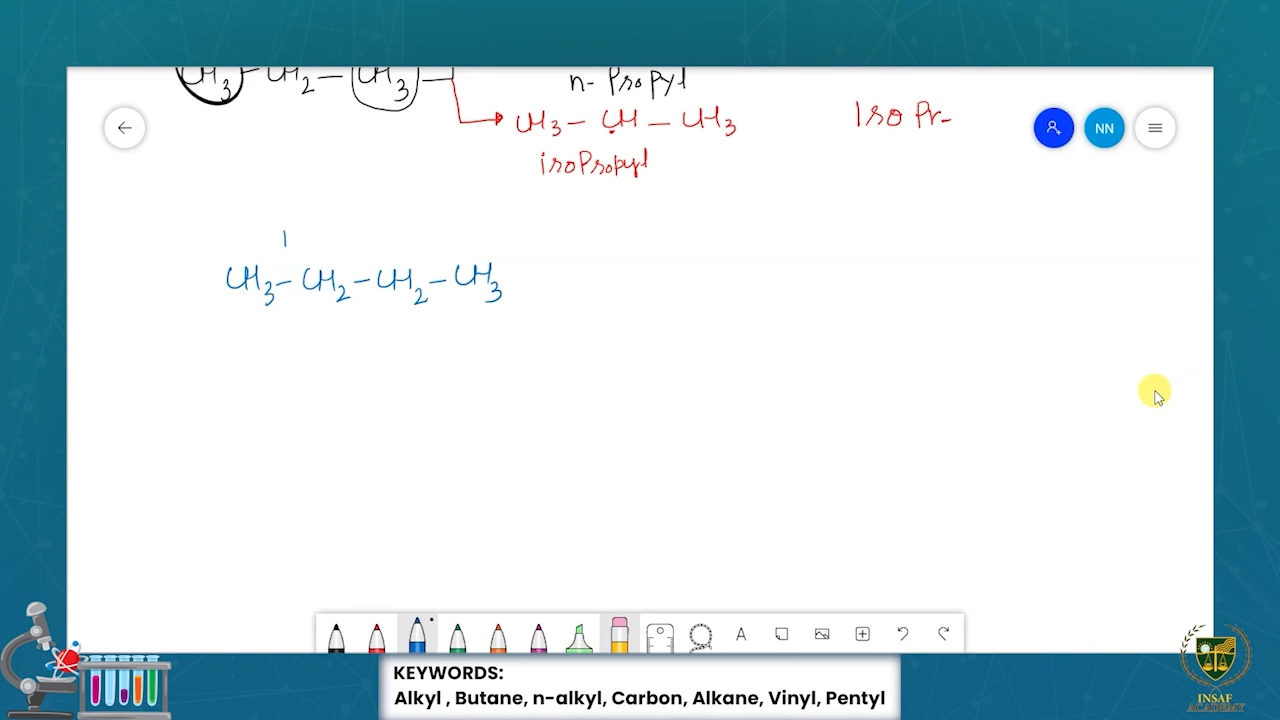 CH3 - CH2 - CH3
n- Propyl
CH3 - CH - CH3
Iso Pr-
isoPropyl
NN
CH3 - CH2 - CH2 - CH3
A
KEYWORDS:
Alkyl , Butane, n-alkyl, Carbon, Alkane, Vinyl, Pentyl
INSAF
ACADEMY